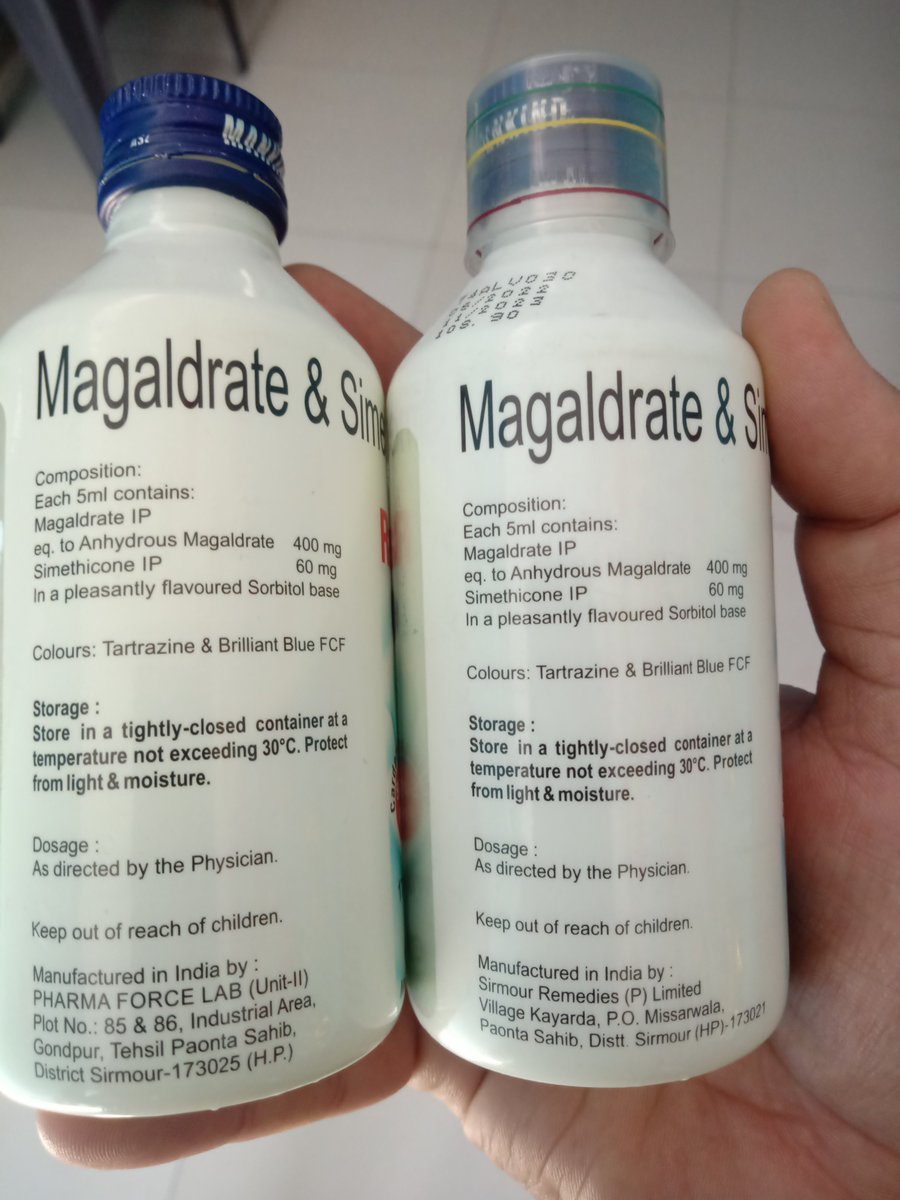 MAN
Magaldrate & Sime
Composition:
Each 5ml contains:
Magaldrate IP
eq. to Anhydrous Magaldrate 400 mg
Simethicone IP 60 mg
In a pleasantly flavoured Sorbitol base
Colours: Tartrazine & Brilliant Blue FCF
Storage :
Store in a tightly-closed container at a
temperature not exceeding 30°C. Protect
from light & moisture.
Dosage :
As directed by the Physician.
Keep out of reach of children.
Manufactured in India by :
PHARMA FORCE LAB (Unit-II)
Plot No.: 85 & 86, Industrial Area,
Gondpur, Tehsil Paonta Sahib,
District Sirmour-173025 (H.P.)
NKIND
Magaldrate & Sim
Composition:
Each 5ml contains:
Magaldrate IP
eq. to Anhydrous Magaldrate 400 mg
Simethicone IP 60 mg
In a pleasantly flavoured Sorbitol base
Colours: Tartrazine & Brilliant Blue FCF
Storage :
Store in a tightly-closed container at a
temperature not exceeding 30°C. Protect
from light & moisture.
Dosage :
As directed by the Physician.
Keep out of reach of children.
Manufactured in India by :
Sirmour Remedies (P) Limited
Village Kayarda, P.O. Missarwala,
Paonta Sahib, Distt. Sirmour (HP)-173021